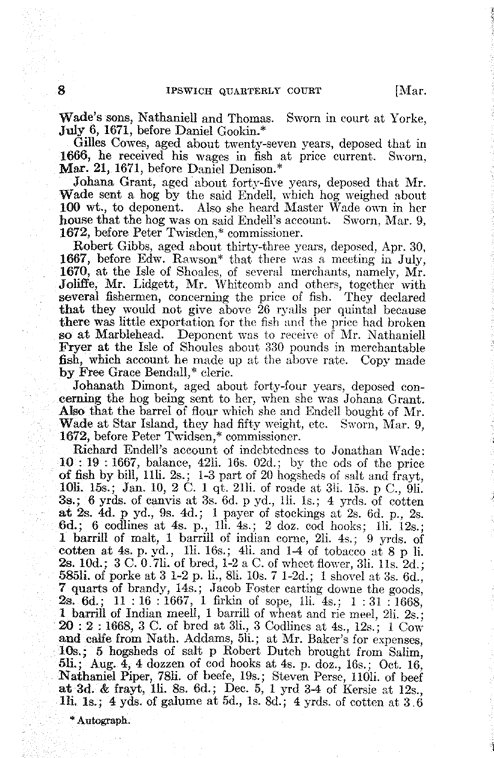 8 IPSWICH QUARTERLY COURT [Mar.
Wade's sons, Nathaniell and Thomas. Sworn in court at Yorke,
July 6, 1671, before Daniel Gookin.*
Gilles Cowes, aged about twenty-seven years, deposed that in
1666, he received his wages in fish at price current. Sworn,
Mar. 21, 1671, before Daniel Denison.*
Johana Grant, aged about forty-five years, deposed that Mr.
Wade sent a hog by the said Endell, which hog weighed about
100 wt., to deponent. Also she heard Master Wade own in her
house that the hog was on said Endell's account. Sworn, Mar. 9,
1672, before Peter Twisden,* commissioner.
Robert Gibbs, aged about thirty-three years, deposed, Apr. 30,
1667, before Edw. Rawson* that there was a meeting in July,
1670, at the Isle of Shoales, of several merchants, namely, Mr.
Joliffe, Mr. Lidgett, Mr. Whitcomb and others, together with
several fishermen, concerning the price of fish. They declared
that they would not give above 26 ryalls per quintal because
there was little exportation for the fish and the price had broken
so at Marblehead. Deponent was to receive of Mr. Nathaniell
Fryer at the Isle of Shoules about 330 pounds in merchantable
fish, which account he made up at the above rate. Copy made
by Free Grace Bendall,* cleric.
Johanath Dimont, aged about forty-four years, deposed con-
cerning the hog being sent to her, when she was Johana Grant.
Also that the barrel of flour which she and Endell bought of Mr.
Wade at Star Island, they had fifty weight, etc. Sworn, Mar. 9,
1672, before Peter Twidsen,* commissioner.
Richard Endell's account of indebtedness to Jonathan Wade:
10 : 19 : 1667, balance, 42li. 16s. 02d.; by the ods of the price
of fish by bill, 11li. 2s.; 1-3 part of 20 hogsheds of salt and frayt,
10li. 15s.; Jan. 10, 2 C. 1 qt. 21li. of roade at 3li. 15s. p C., 9li.
3s.; 6 yrds. of canvis at 3s. 6d. p yd., 1li. 1s.; 4 yrds. of cotten
at 2s. 4d. p yd., 9s. 4d.; 1 payer of stockings at 2s. 6d. p., 2s.
6d.; 6 codlines at 4s. p., 1li. 4s.; 2 doz. cod hooks; 1li. 12s.;
1 barrill of malt, 1 barrill of indian corne, 2li. 4s.; 9 yrds. of
cotten at 4s. p. yd., 1li. 16s.; 4li. and 1-4 of tobacco at 8 p li.
2s. 10d.; 3 C. 0.7li. of bred, 1-2 a C. of wheet flower, 3li. 11s. 2d.;
585li. of porke at 3 1-2 p. li., 8li. 10s. 7 1-2d.; 1 shovel at 3s. 6d.,
7 quarts of brandy, 14s.; Jacob Foster carting downe the goods,
2s. 6d.; 11 : 16 : 1667, 1 firkin of sope, 1li. 4s.; 1 : 31 : 1668,
1 barrill of Indian meell, 1 barrill of wheat and rie meel, 2li. 2s.;
20 : 2 : 1668, 3 C. of bred at 3li., 3 Codlines at 4s., 12s.; 1 Cow
and calfe from Nath. Addams, 5li.; at Mr. Baker's for expenses,
10s.; 5 hogsheds of salt p Robert Dutch brought from Salim,
5li.; Aug. 4, 4 dozzen of cod hooks at 4s. p. doz., 16s.; Oct. 16,
Nathaniel Piper, 78li. of beefe, 19s.; Steven Perse, 110li. of beef
at 3d. & frayt, 1li. 8s. 6d.; Dec. 5, 1 yrd 3-4 of Kersie at 12s.,
1li. 1s.; 4 yds. of galume at 5d., 1s. 8d.; 4 yrds. of cotten at 3.6
* Autograph.